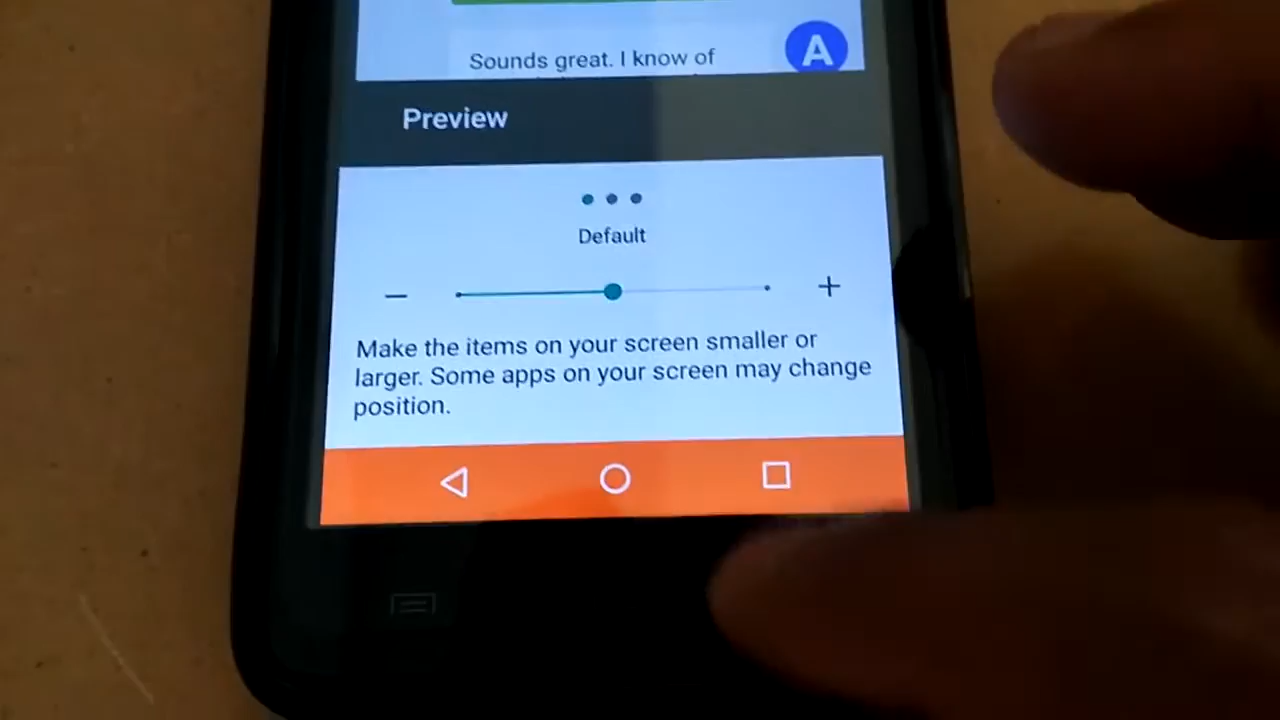 Sounds great. I know of
A
Preview
Default
Make the items on your screen smaller or
larger. Some apps on your screen may change
position.